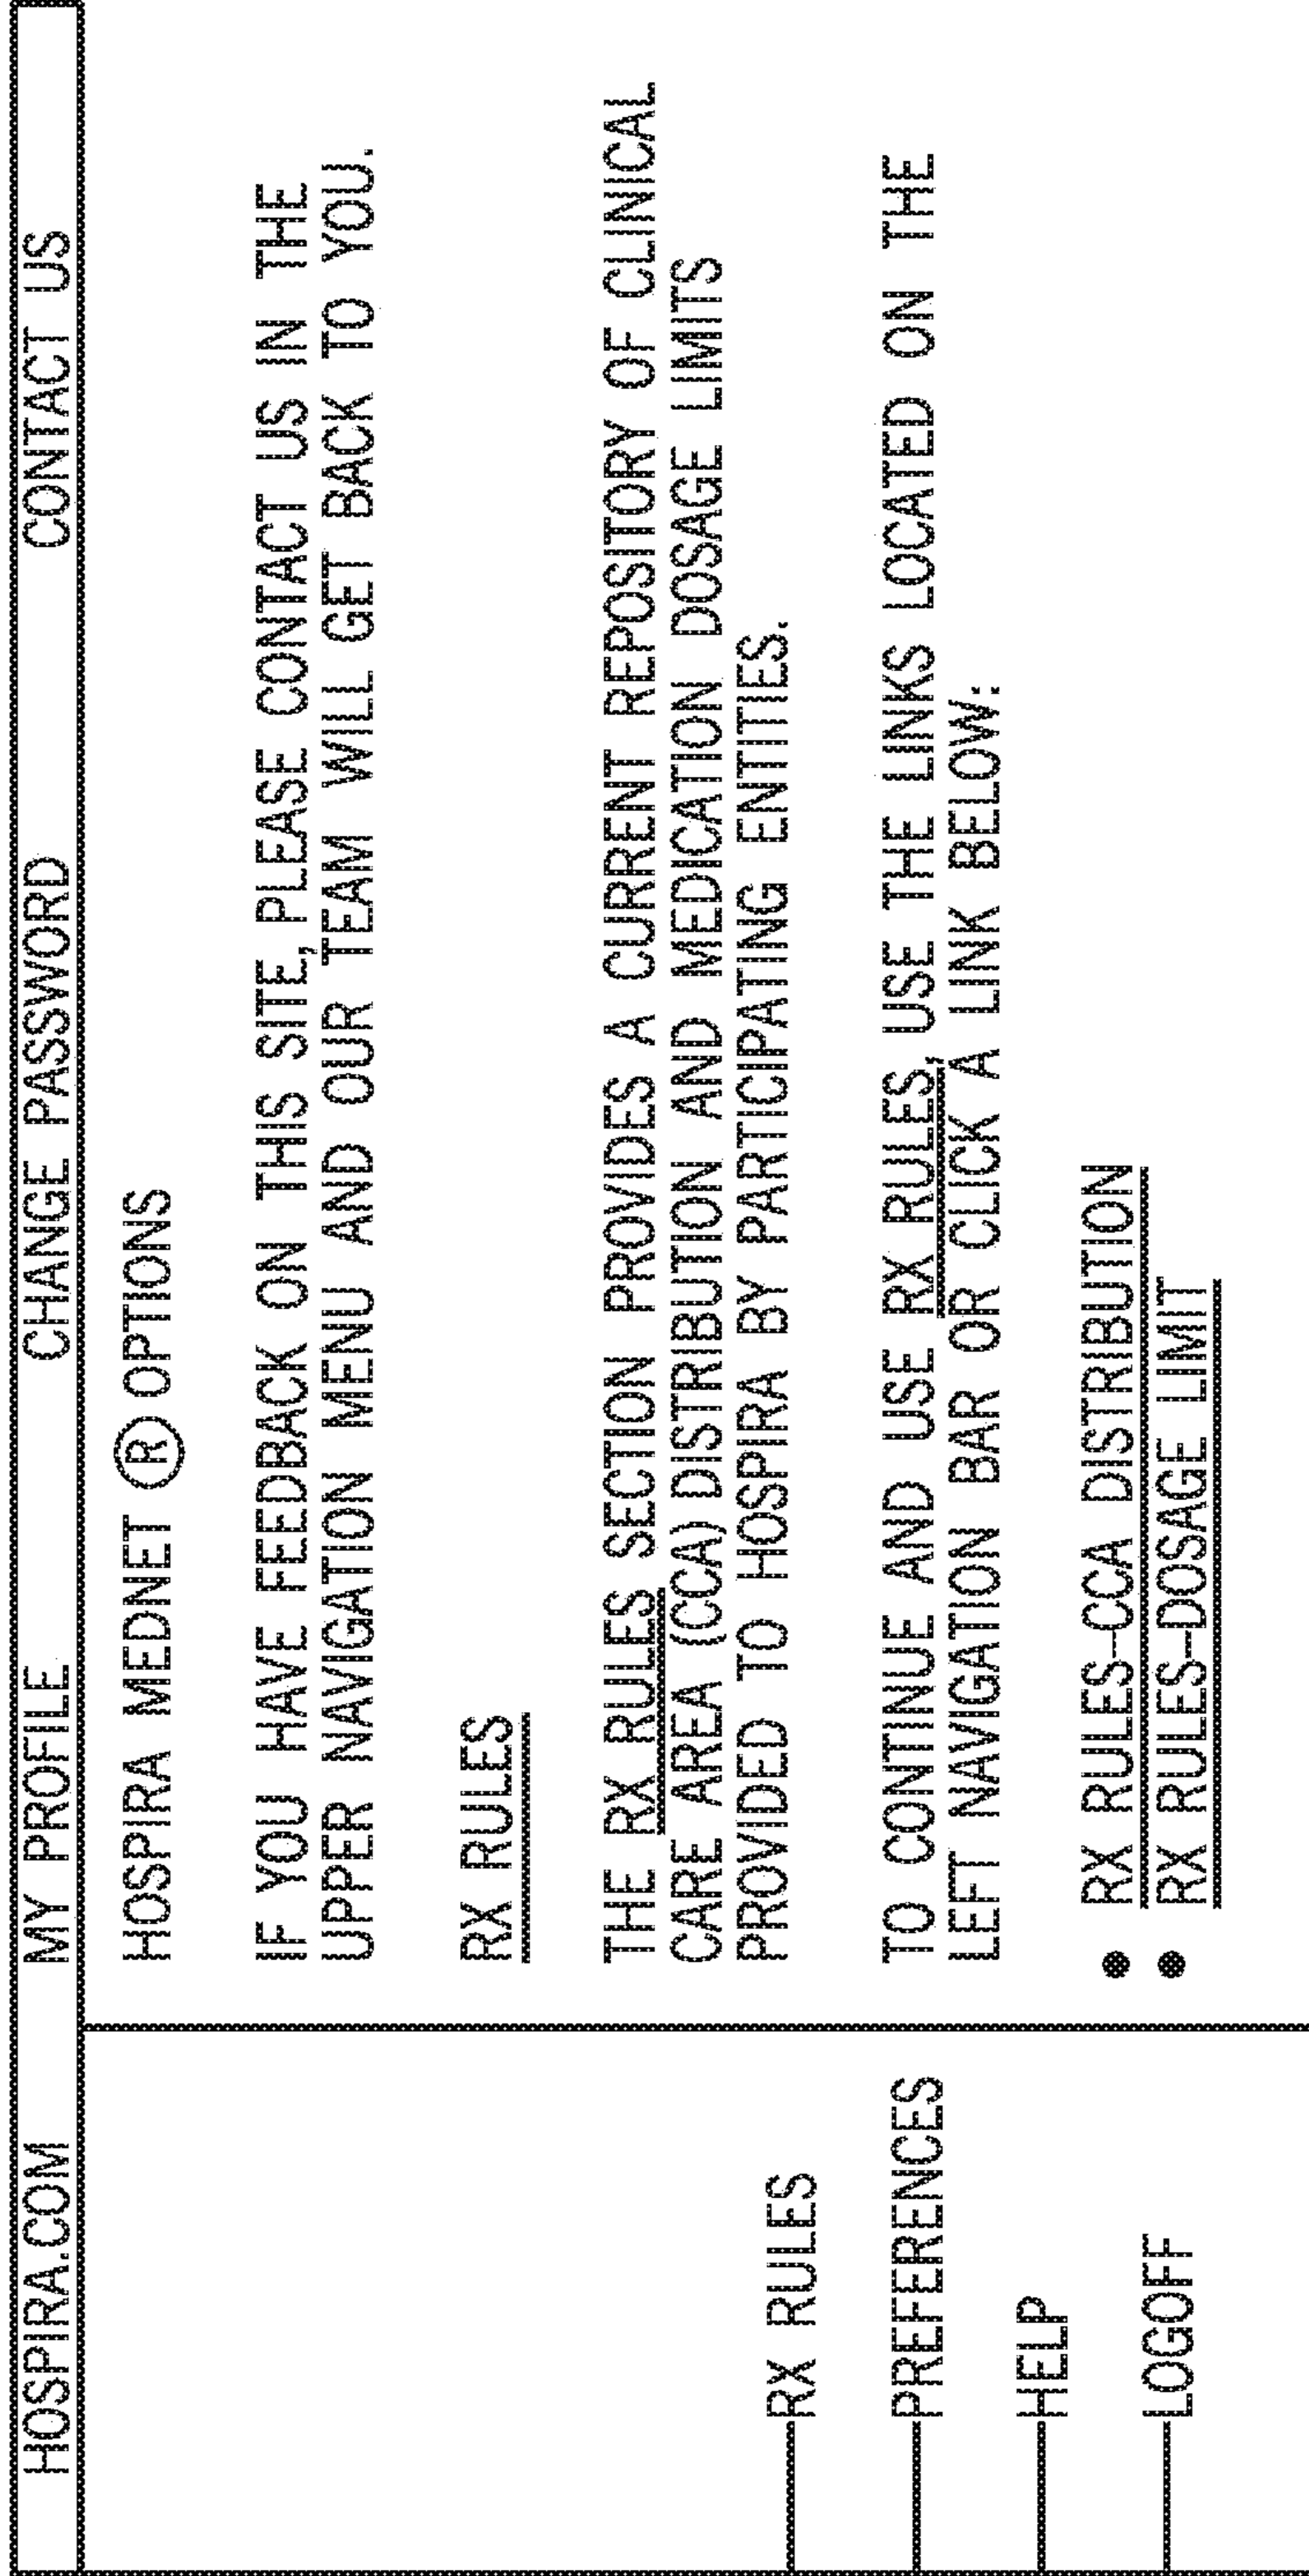 HOSPIRA.COM MY PROFILE CHANGE PASSWORD CONTACT US
HOSPIRA MEDNET ® OPTIONS
IF YOU HAVE FEEDBACK ON THIS SITE, PLEASE CONTACT US IN THE
UPPER NAVIGATION MENU AND OUR TEAM WILL GET BACK TO YOU.
RX RULES
THE RX RULES SECTION PROVIDES A CURRENT REPOSITORY OF CLINICAL
CARE AREA (CCA) DISTRIBUTION AND MEDICATION DOSAGE LIMITS
PROVIDED TO HOSPIRA BY PARTICIPATING ENTITIES.
TO CONTINUE AND USE RX RULES, USE THE LINKS LOCATED ON THE
LEFT NAVIGATION BAR OR CLICK A LINK BELOW:
• RX RULES-CCA DISTRIBUTION
• RX RULES-DOSAGE LIMIT
RX RULES
PREFERENCES
HELP
LOGOFF